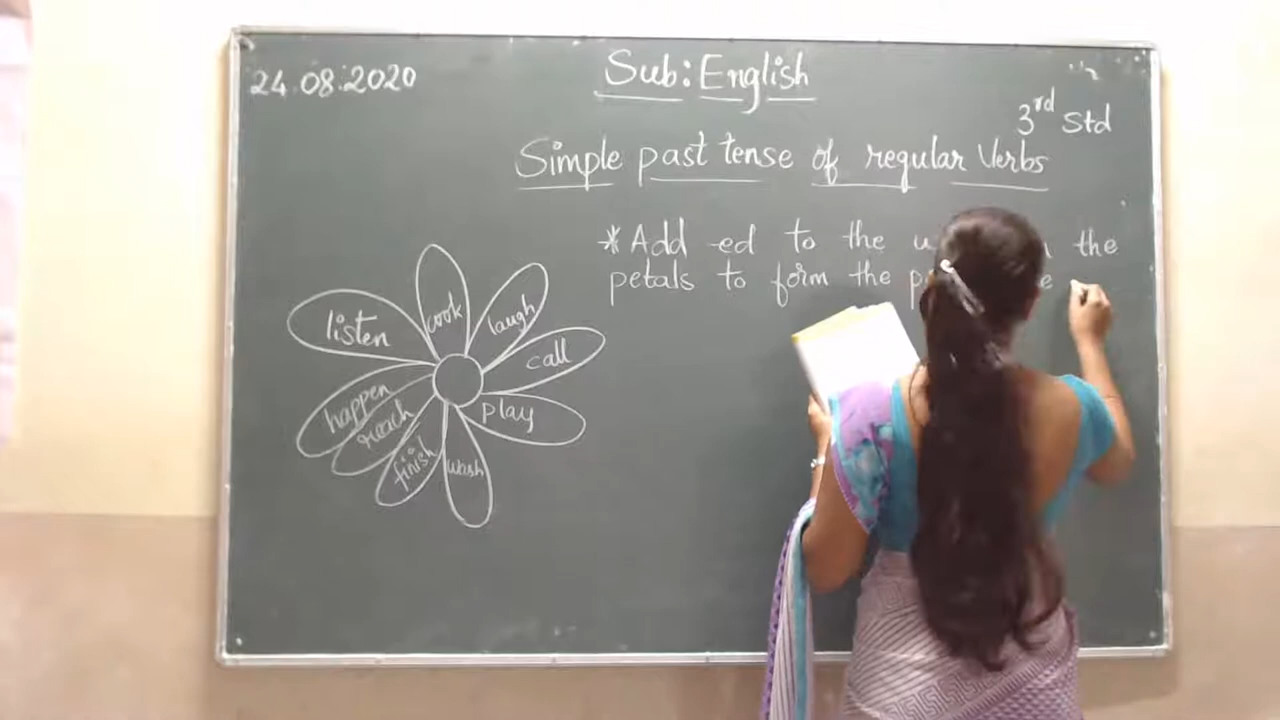 24.08.2020
Sub: English
3rd Std
Simple past tense of regular Verbs
*Add -ed to the the
petals to form the
cook
laugh
call
play
wash
finish
reach
happen
listen